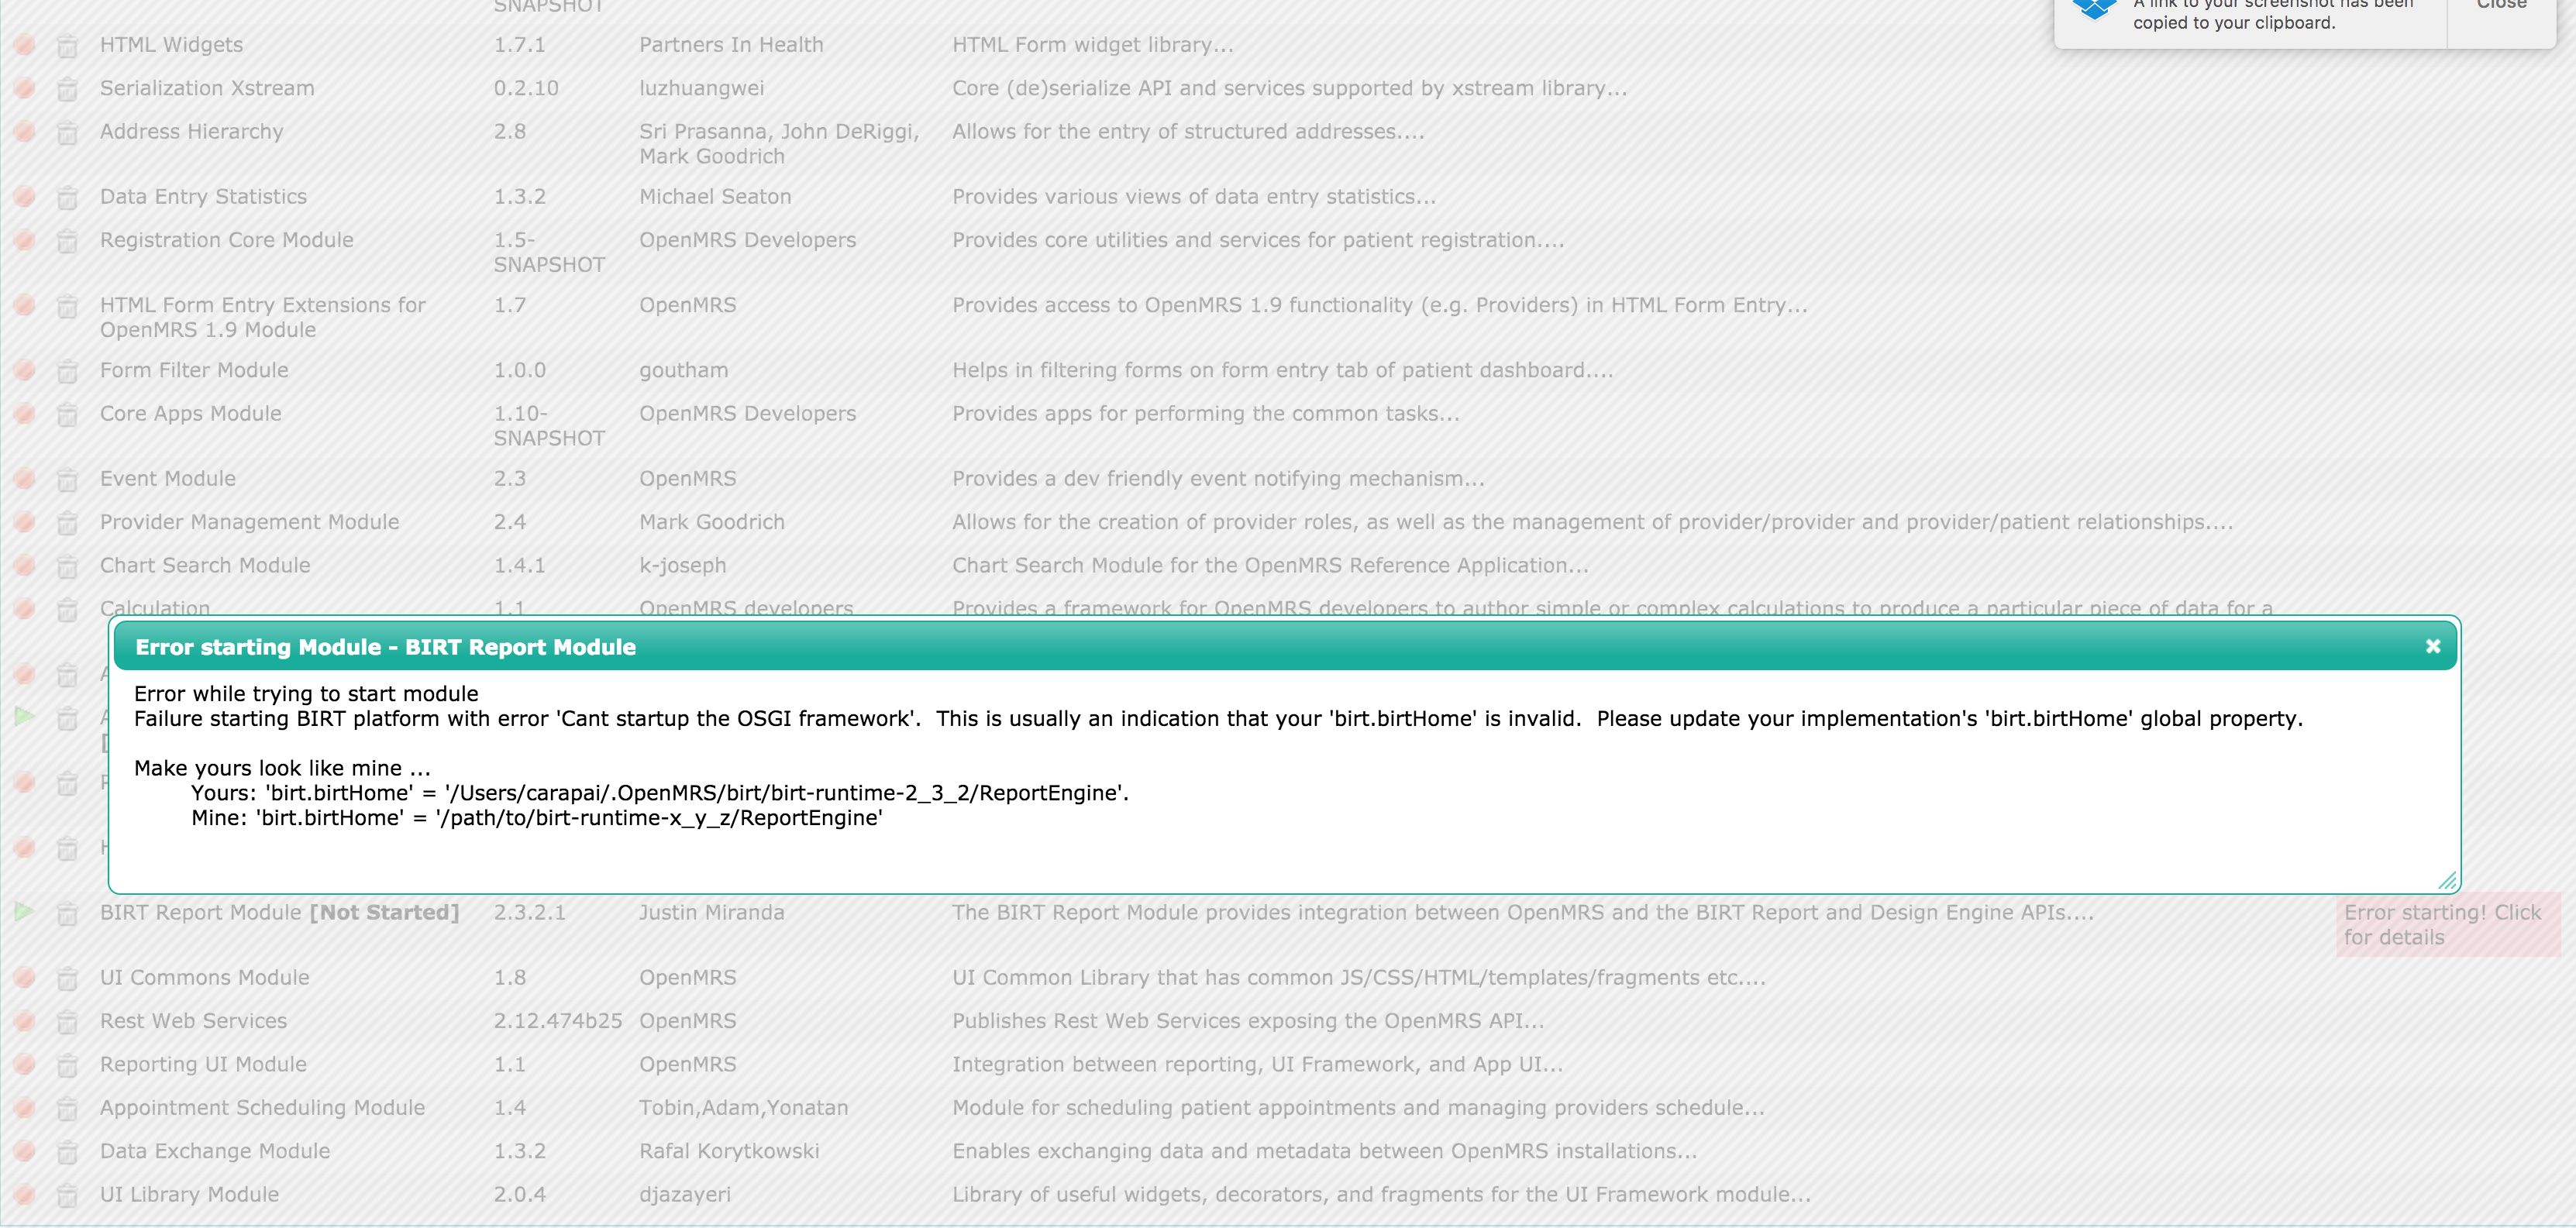 SNAPSHOT
A link to your screenshot has been
copied to your clipboard.
Close
HTML Widgets 1.7.1 Partners In Health HTML Form widget library...
Serialization Xstream 0.2.10 luzhuangwei Core (de)serialize API and services supported by xstream library...
Address Hierarchy 2.8 Sri Prasanna, John DeRiggi, Allows for the entry of structured addresses....
Mark Goodrich
Data Entry Statistics 1.3.2 Michael Seaton Provides various views of data entry statistics...
Registration Core Module 1.5- OpenMRS Developers Provides core utilities and services for patient registration....
SNAPSHOT
HTML Form Entry Extensions for 1.7 OpenMRS Provides access to OpenMRS 1.9 functionality (e.g. Providers) in HTML Form Entry...
OpenMRS 1.9 Module
Form Filter Module 1.0.0 goutham Helps in filtering forms on form entry tab of patient dashboard....
Core Apps Module 1.10- OpenMRS Developers Provides apps for performing the common tasks...
SNAPSHOT
Event Module 2.3 OpenMRS Provides a dev friendly event notifying mechanism...
Provider Management Module 2.4 Mark Goodrich Allows for the creation of provider roles, as well as the management of provider/provider and provider/patient relationships....
Chart Search Module 1.4.1 k-joseph Chart Search Module for the OpenMRS Reference Application...
Calculation 1.1 OpenMRS developers Provides a framework for OpenMRS developers to author simple or complex calculations to produce a particular piece of data for a
Error starting Module - BIRT Report Module
Error while trying to start module
Failure starting BIRT platform with error 'Cant startup the OSGI framework'. This is usually an indication that your 'birt.birtHome' is invalid. Please update your implementation's 'birt.birtHome' global property.
Make yours look like mine ...
Yours: 'birt.birtHome' = '/Users/carapai/.OpenMRS/birt/birt-runtime-2_3_2/ReportEngine'.
Mine: 'birt.birtHome' = '/path/to/birt-runtime-x_y_z/ReportEngine'
BIRT Report Module [Not Started] 2.3.2.1 Justin Miranda The BIRT Report Module provides integration between OpenMRS and the BIRT Report and Design Engine APIs.... Error starting! Click
for details
UI Commons Module 1.8 OpenMRS UI Common Library that has common JS/CSS/HTML/templates/fragments etc....
Rest Web Services 2.12.474b25 OpenMRS Publishes Rest Web Services exposing the OpenMRS API...
Reporting UI Module 1.1 OpenMRS Integration between reporting, UI Framework, and App UI...
Appointment Scheduling Module 1.4 Tobin,Adam,Yonatan Module for scheduling patient appointments and managing providers schedule...
Data Exchange Module 1.3.2 Rafal Korytkowski Enables exchanging data and metadata between OpenMRS installations...
UI Library Module 2.0.4 djazayeri Library of useful widgets, decorators, and fragments for the UI Framework module...